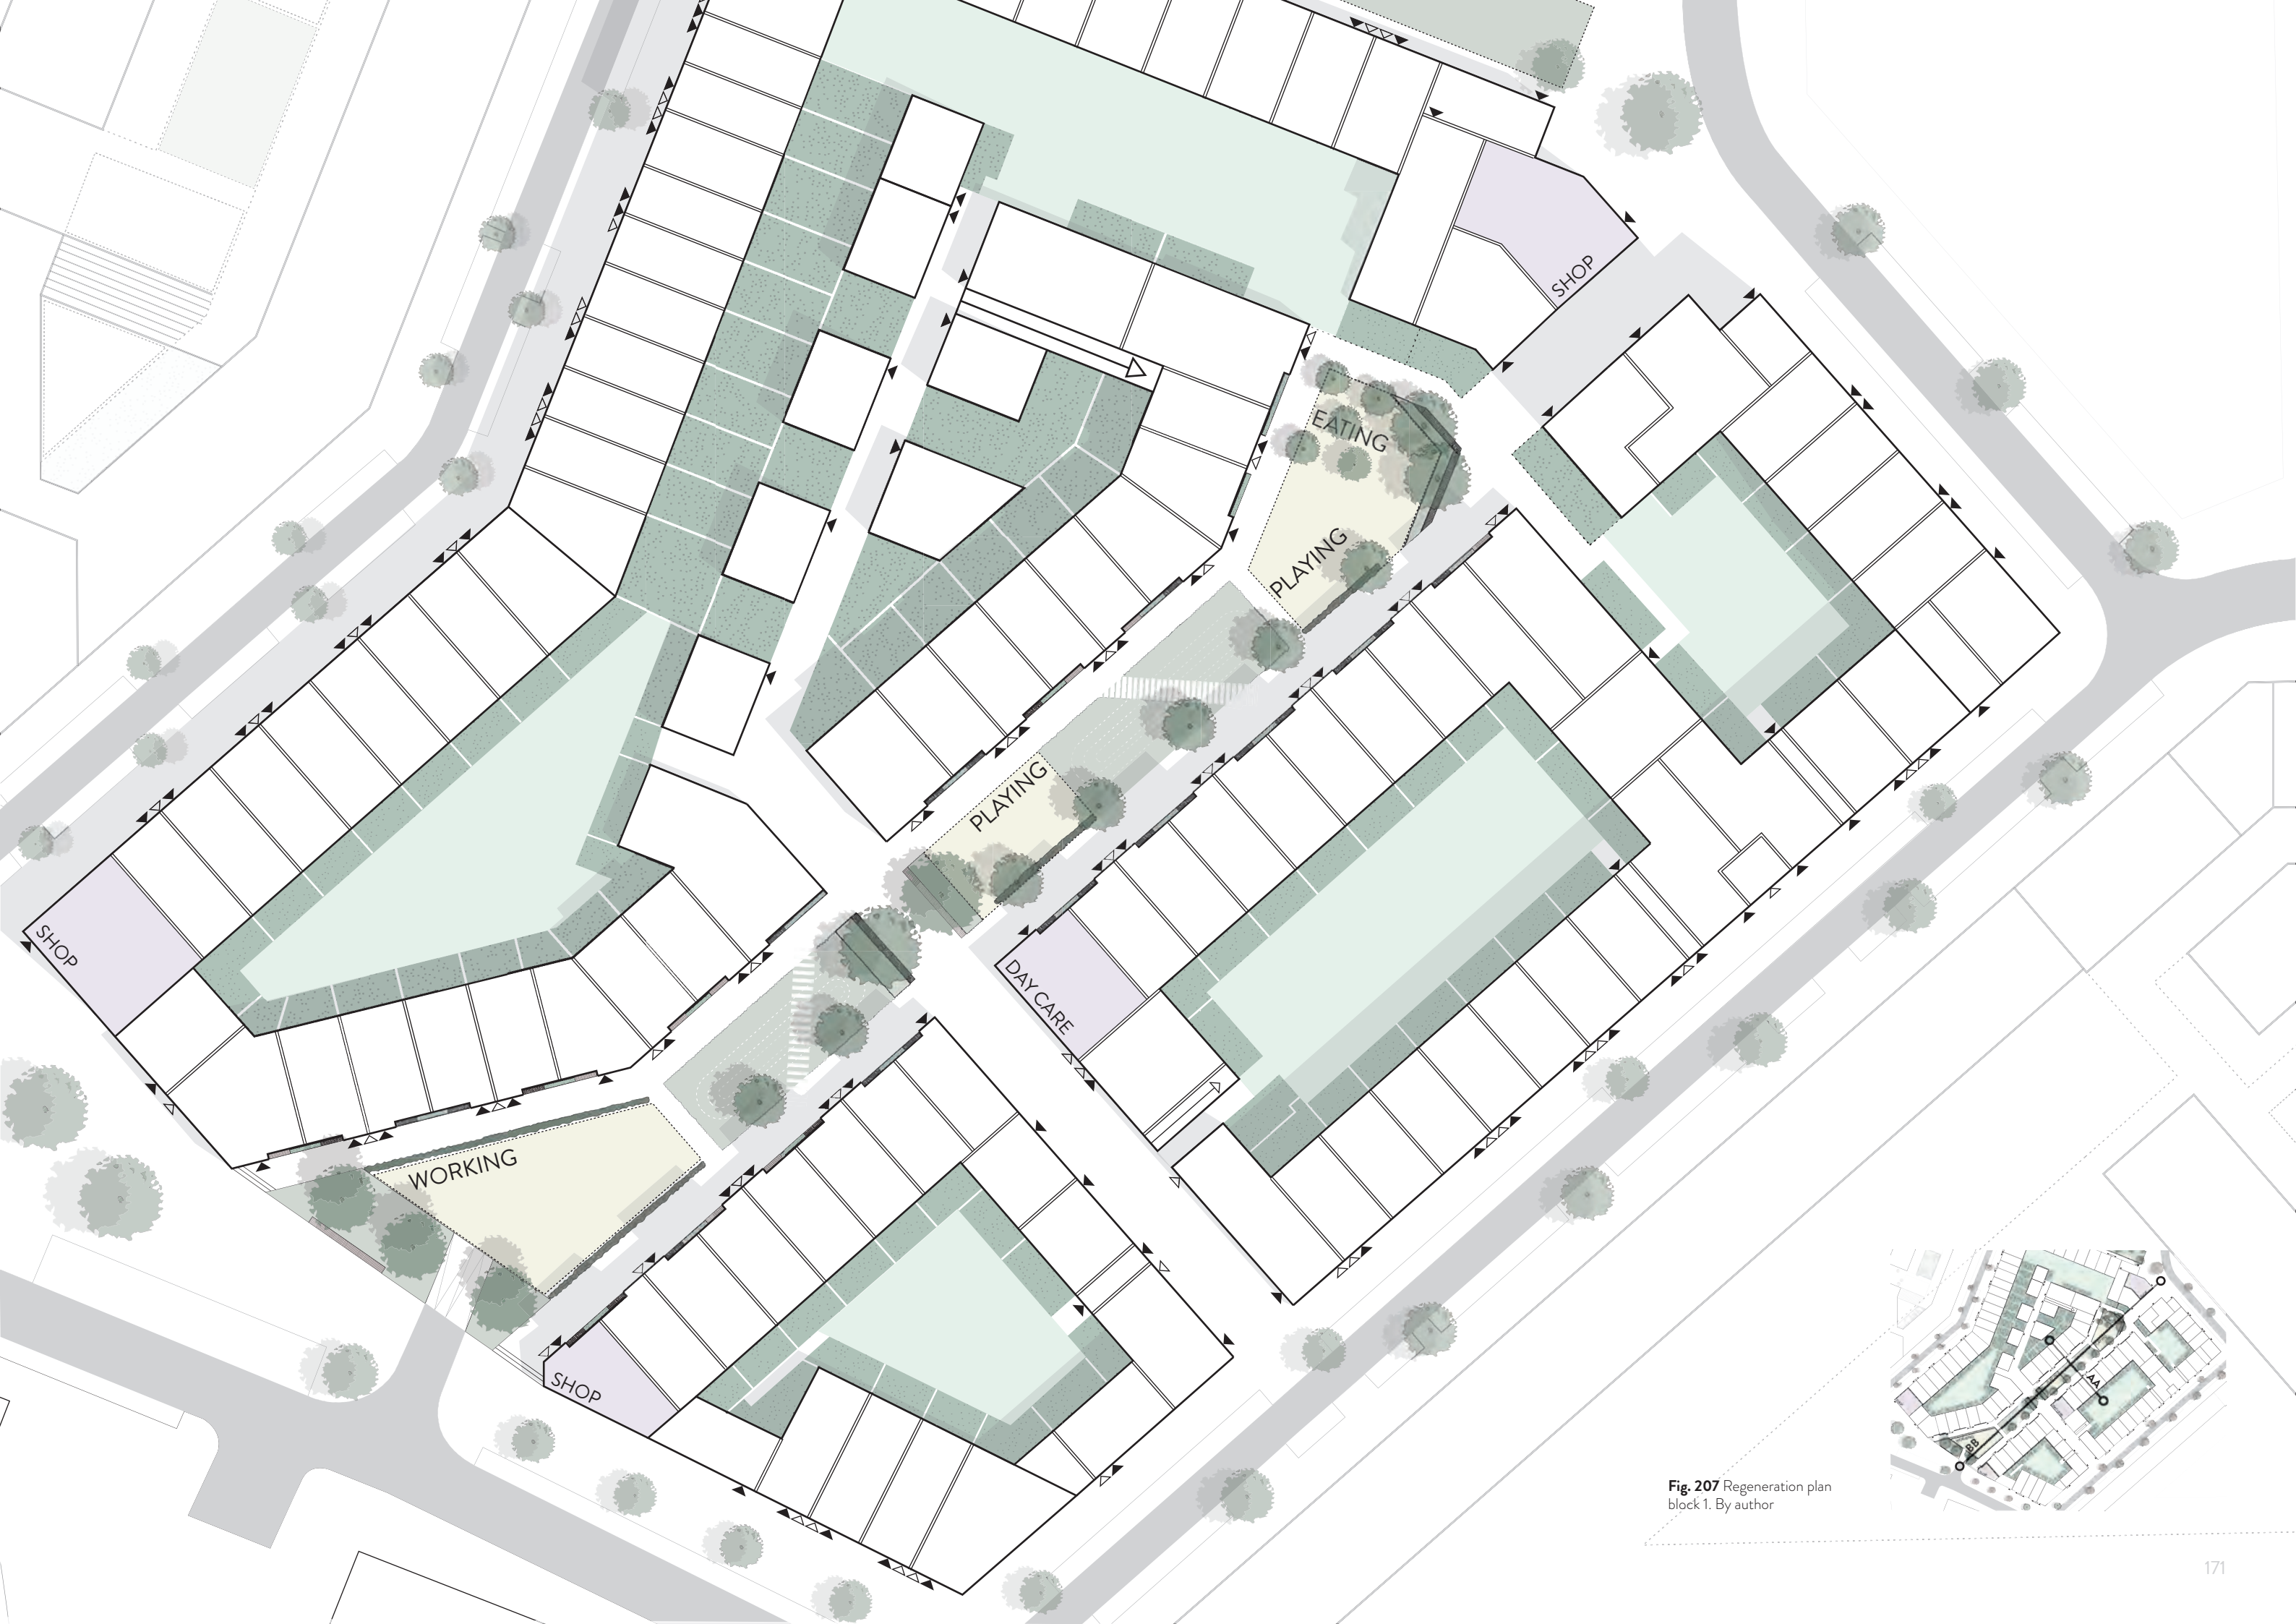 SHOP
EATING
PLAYING
PLAYING
SHOP
DAY CARE
WORKING
SHOP
AA
BB
Fig. 207 Regeneration plan
block 1. By author
171